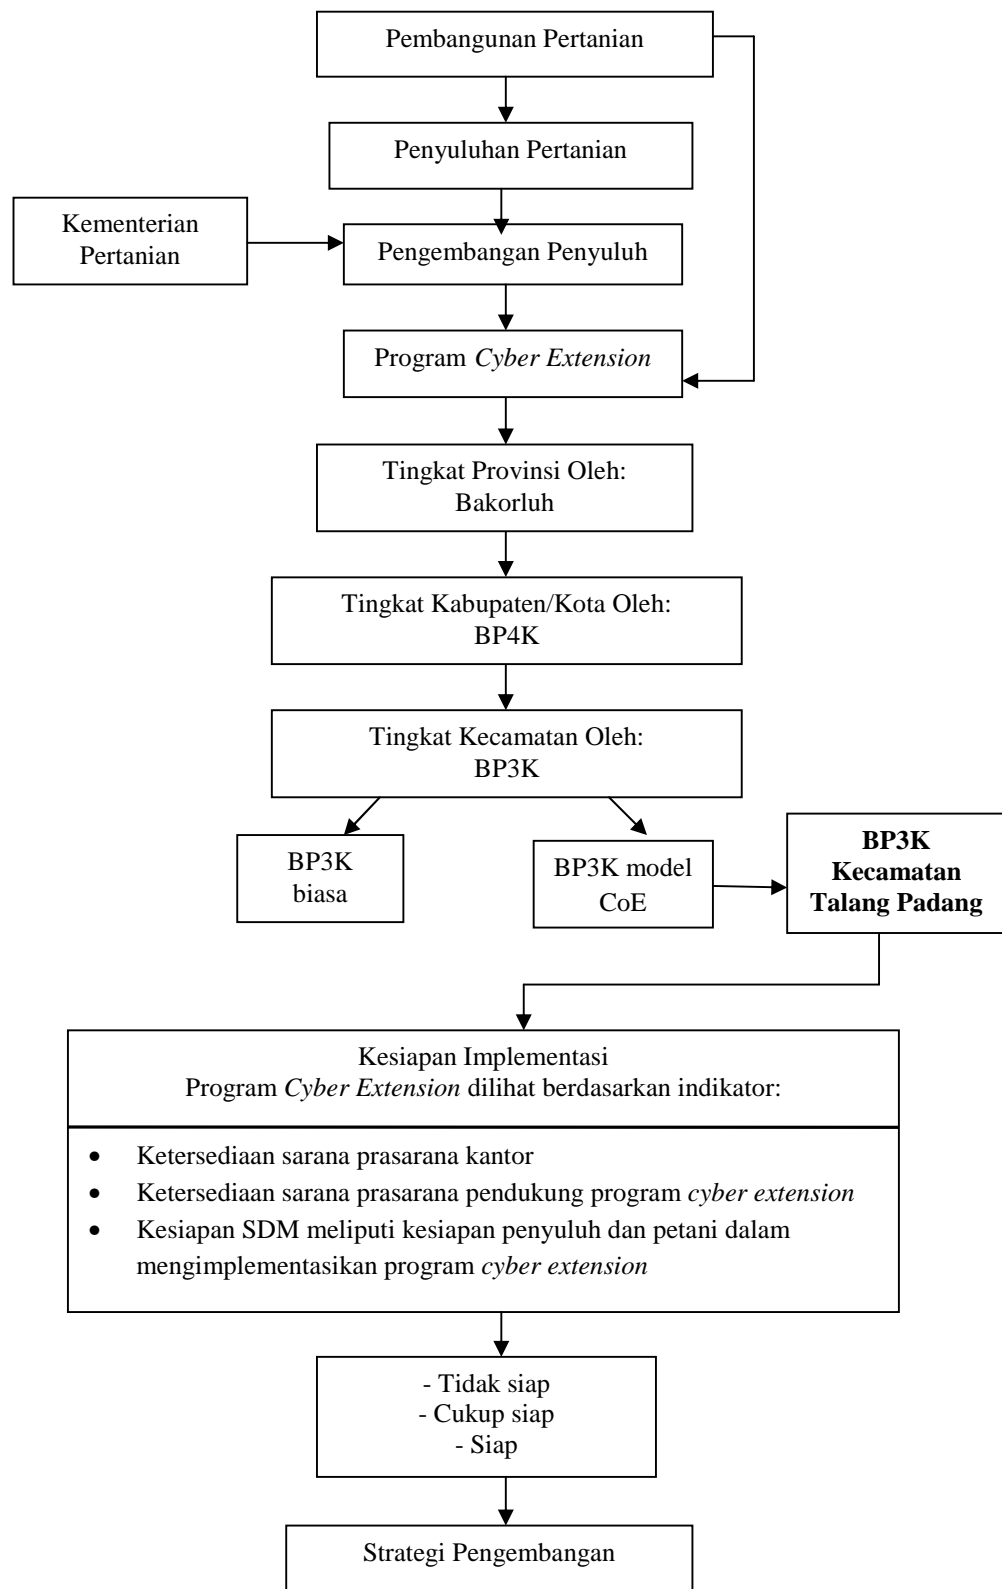 Pembangunan Pertanian
Penyuluhan Pertanian
Kementerian
Pertanian
Pengembangan Penyuluh
Program Cyber Extension
Tingkat Provinsi Oleh:
Bakorluh
Tingkat Kabupaten/Kota Oleh:
BP4K
Tingkat Kecamatan Oleh:
BP3K
BP3K
biasa
BP3K model
CoE
BP3K
Kecamatan
Talang Padang
Kesiapan Implementasi
Program Cyber Extension dilihat berdasarkan indikator:
• Ketersediaan sarana prasarana kantor
• Ketersediaan sarana prasarana pendukung program cyber extension
• Kesiapan SDM meliputi kesiapan penyuluh dan petani dalam
mengimplementasikan program cyber extension
- Tidak siap
- Cukup siap
- Siap
Strategi Pengembangan